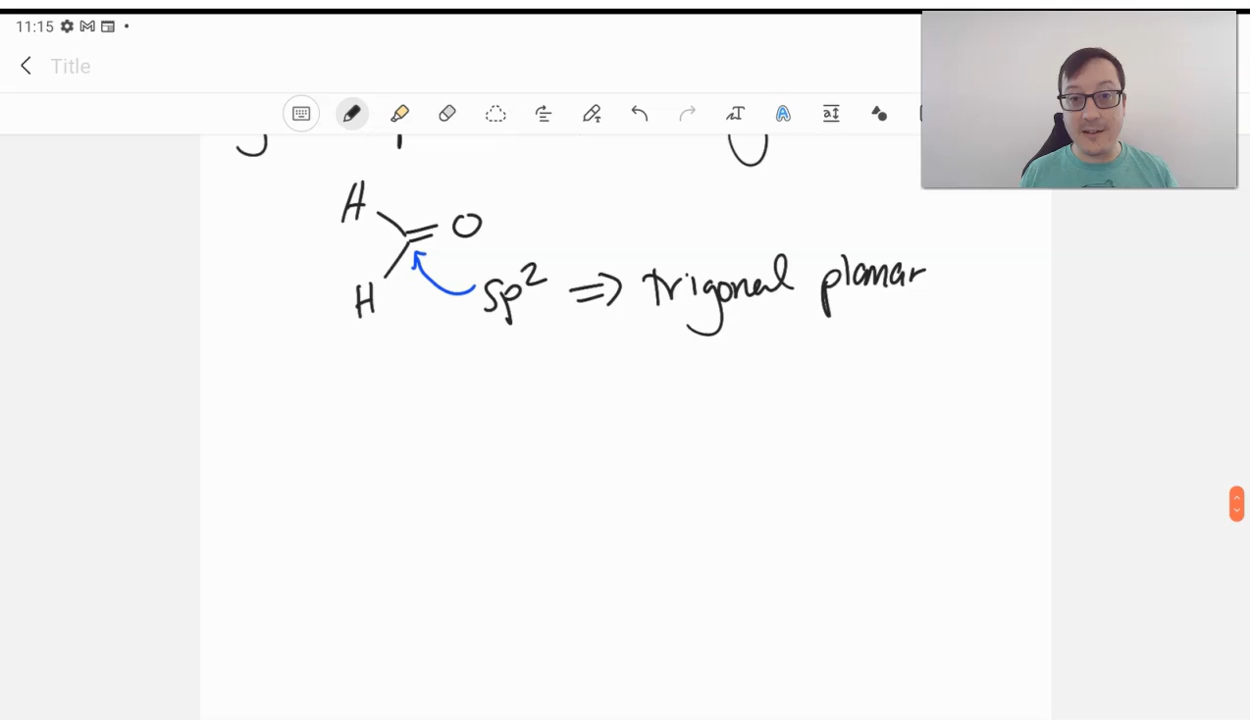 11:15
Title
H
O
H
sp² ⇒ trigonal planar